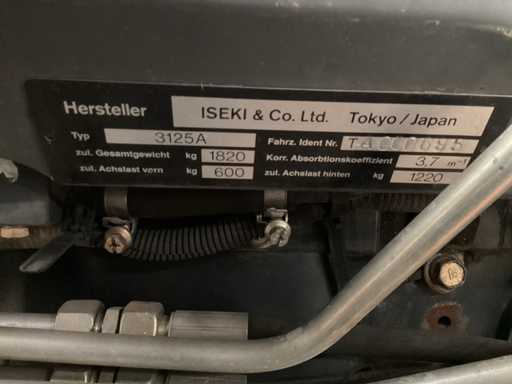 Hersteller ISEKI & Co. Ltd. Tokyo / Japan
Typ 3125A Fahrz. Ident Nr.
zul. Gesamtgewicht kg 1820 Korr. Absorbtionskoeffizient 3,7 m⁻¹
zul. Achslast vorn kg 600 zul. Achslast hinten kg 1220